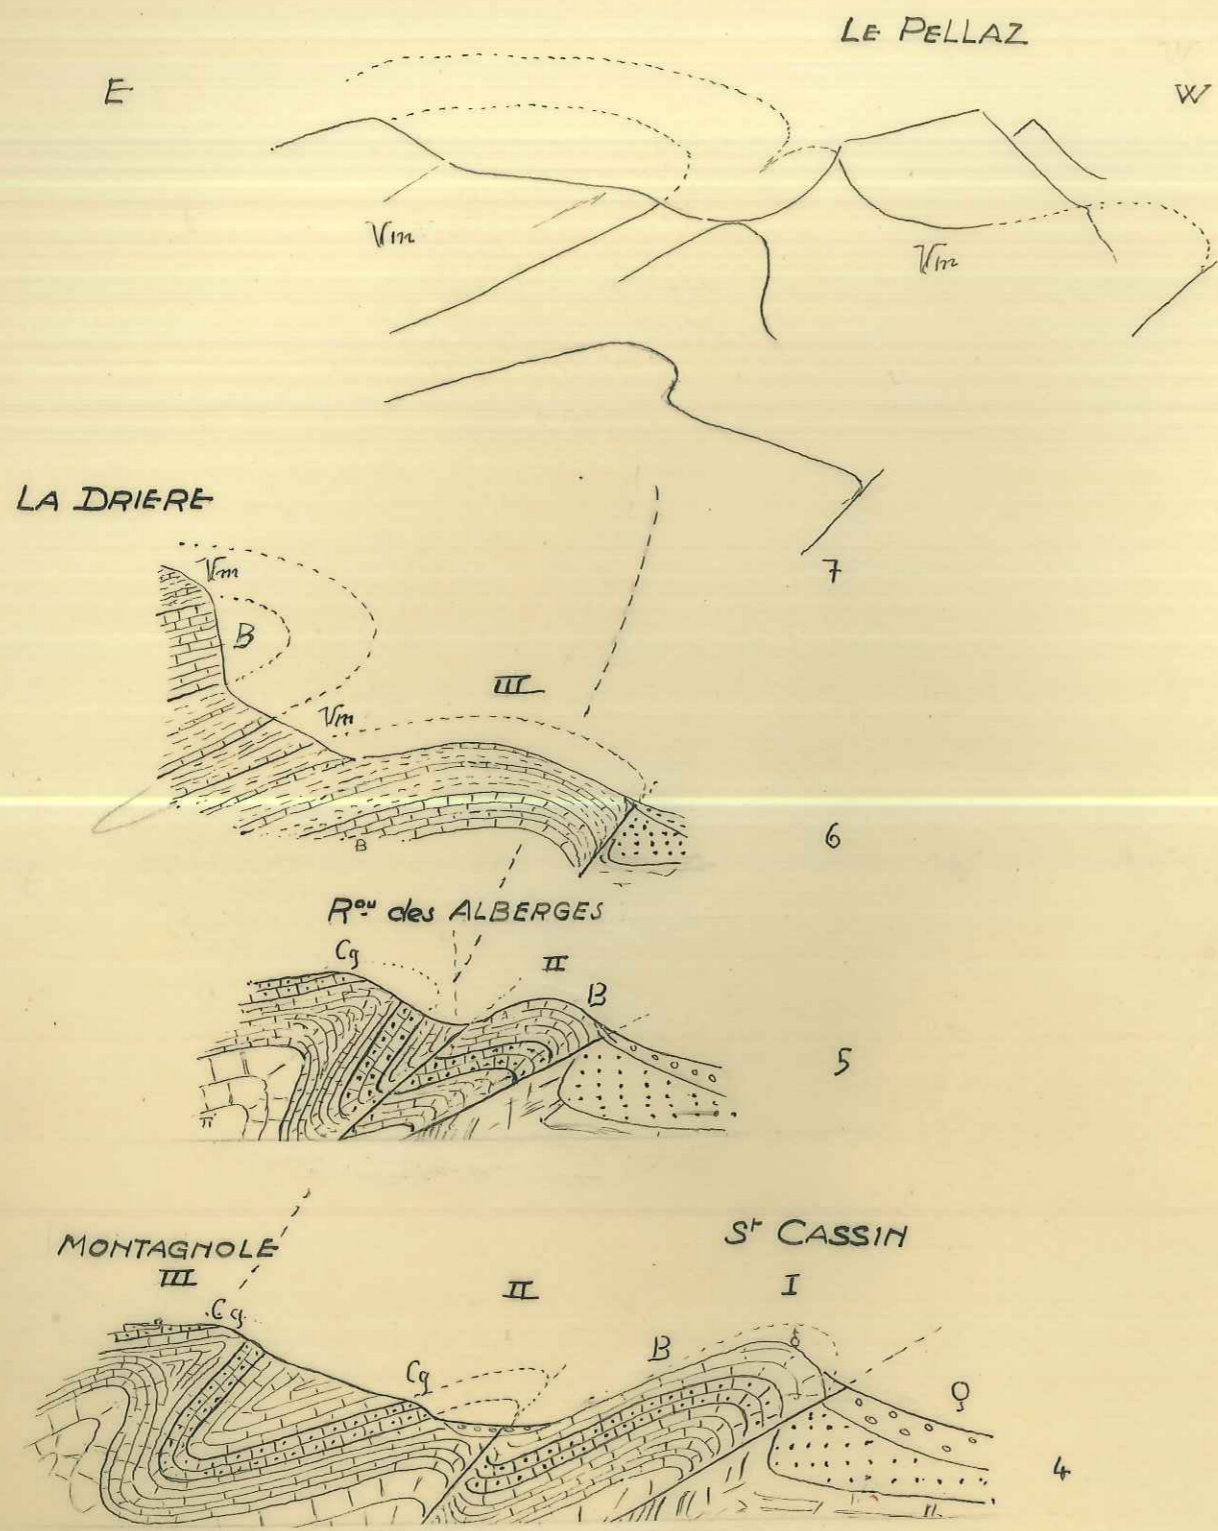 LE PELLAZ
E
W
Vm
Vm
7
LA DRIERE
Vm
B
III
Vm
B
6
Rau des ALBERGES
Cg
II
B
5
MONTAGNOLE
St CASSIN
III
II
I
Cg
B
Cg
Q
4